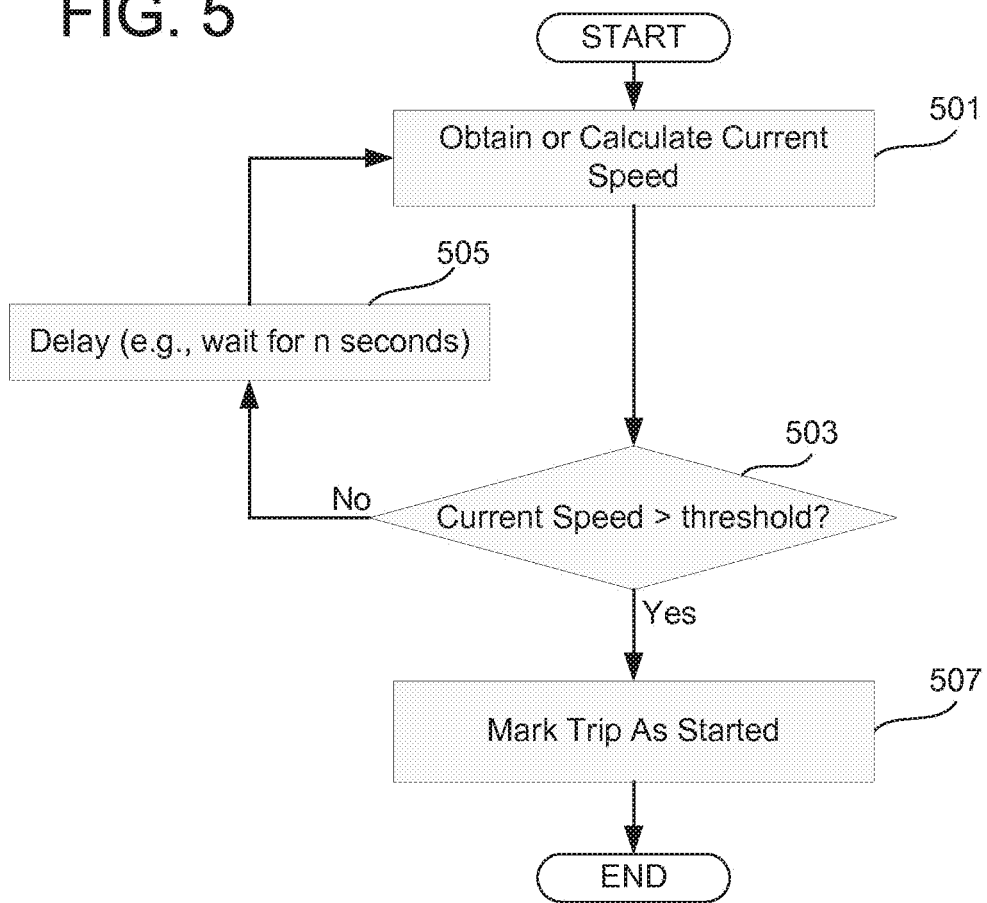 FIG. 5
START
501
Obtain or Calculate Current
Speed
505
Delay (e.g., wait for n seconds)
503
No
Current Speed > threshold?
Yes
507
Mark Trip As Started
END